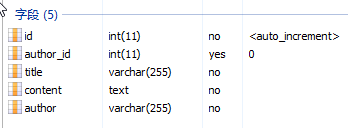 字段 (5)
id int(11) no <auto_increment>
author_id int(11) yes 0
title varchar(255) no
content text no
author varchar(255) no